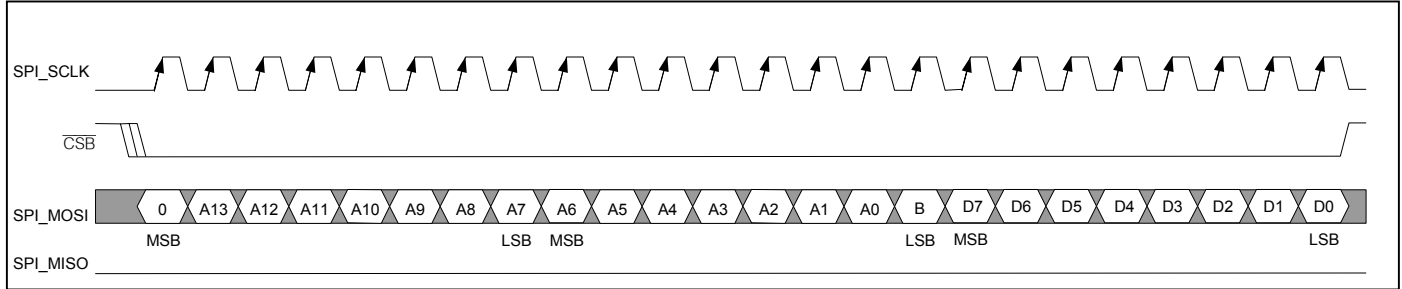 SPI_SCLK
CSB
SPI_MOSI 0 A13 A12 A11 A10 A9 A8 A7 A6 A5 A4 A3 A2 A1 A0 B D7 D6 D5 D4 D3 D2 D1 D0
MSB LSB MSB LSB MSB LSB
SPI_MISO